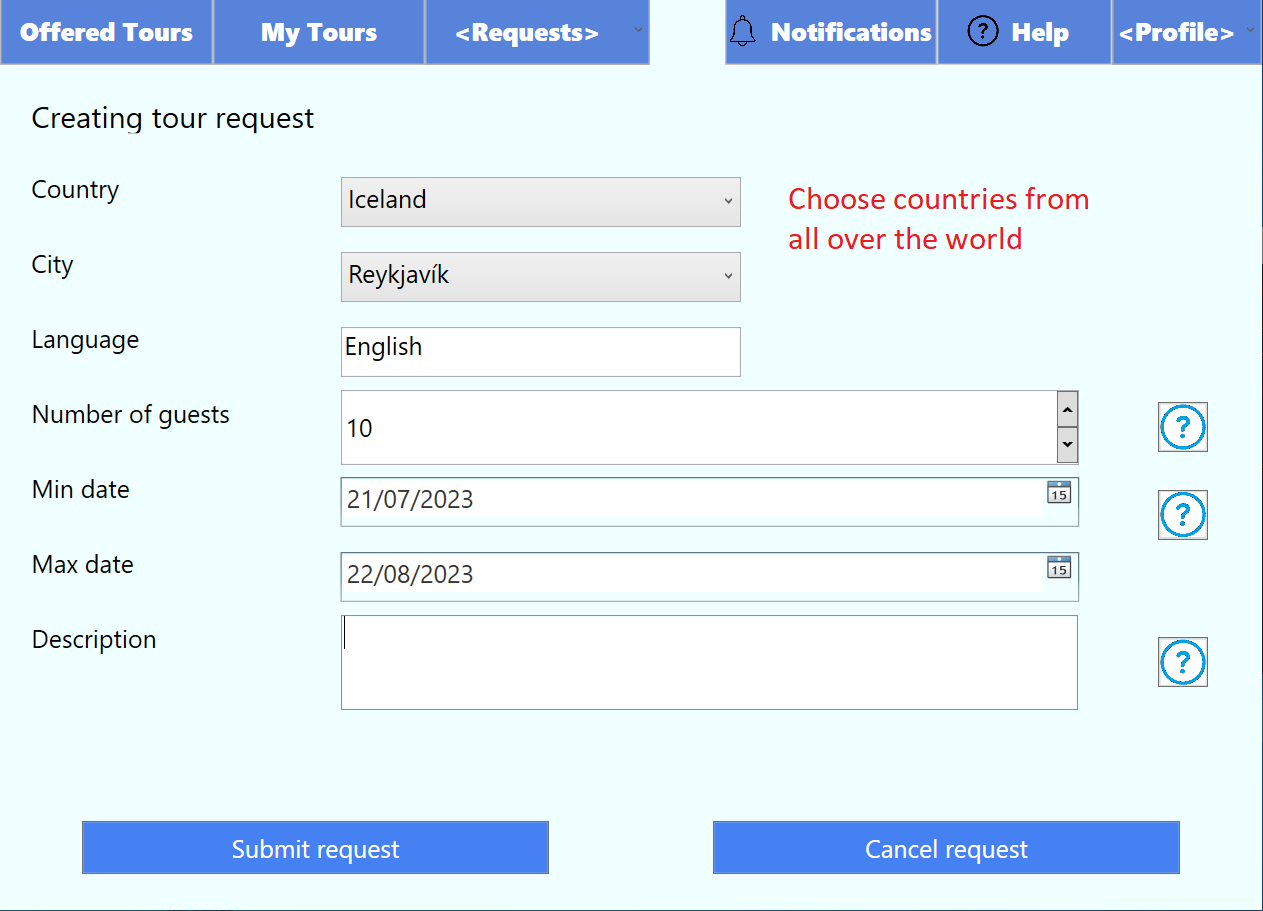 Offered Tours My Tours <Requests> Notifications ? Help <Profile>
Creating tour request
Country Iceland
Choose countries from
all over the world
City Reykjavík
Language English
Number of guests 10 ?
Min date 21/07/2023 15 ?
Max date 22/08/2023 15
Description ?
Submit request Cancel request